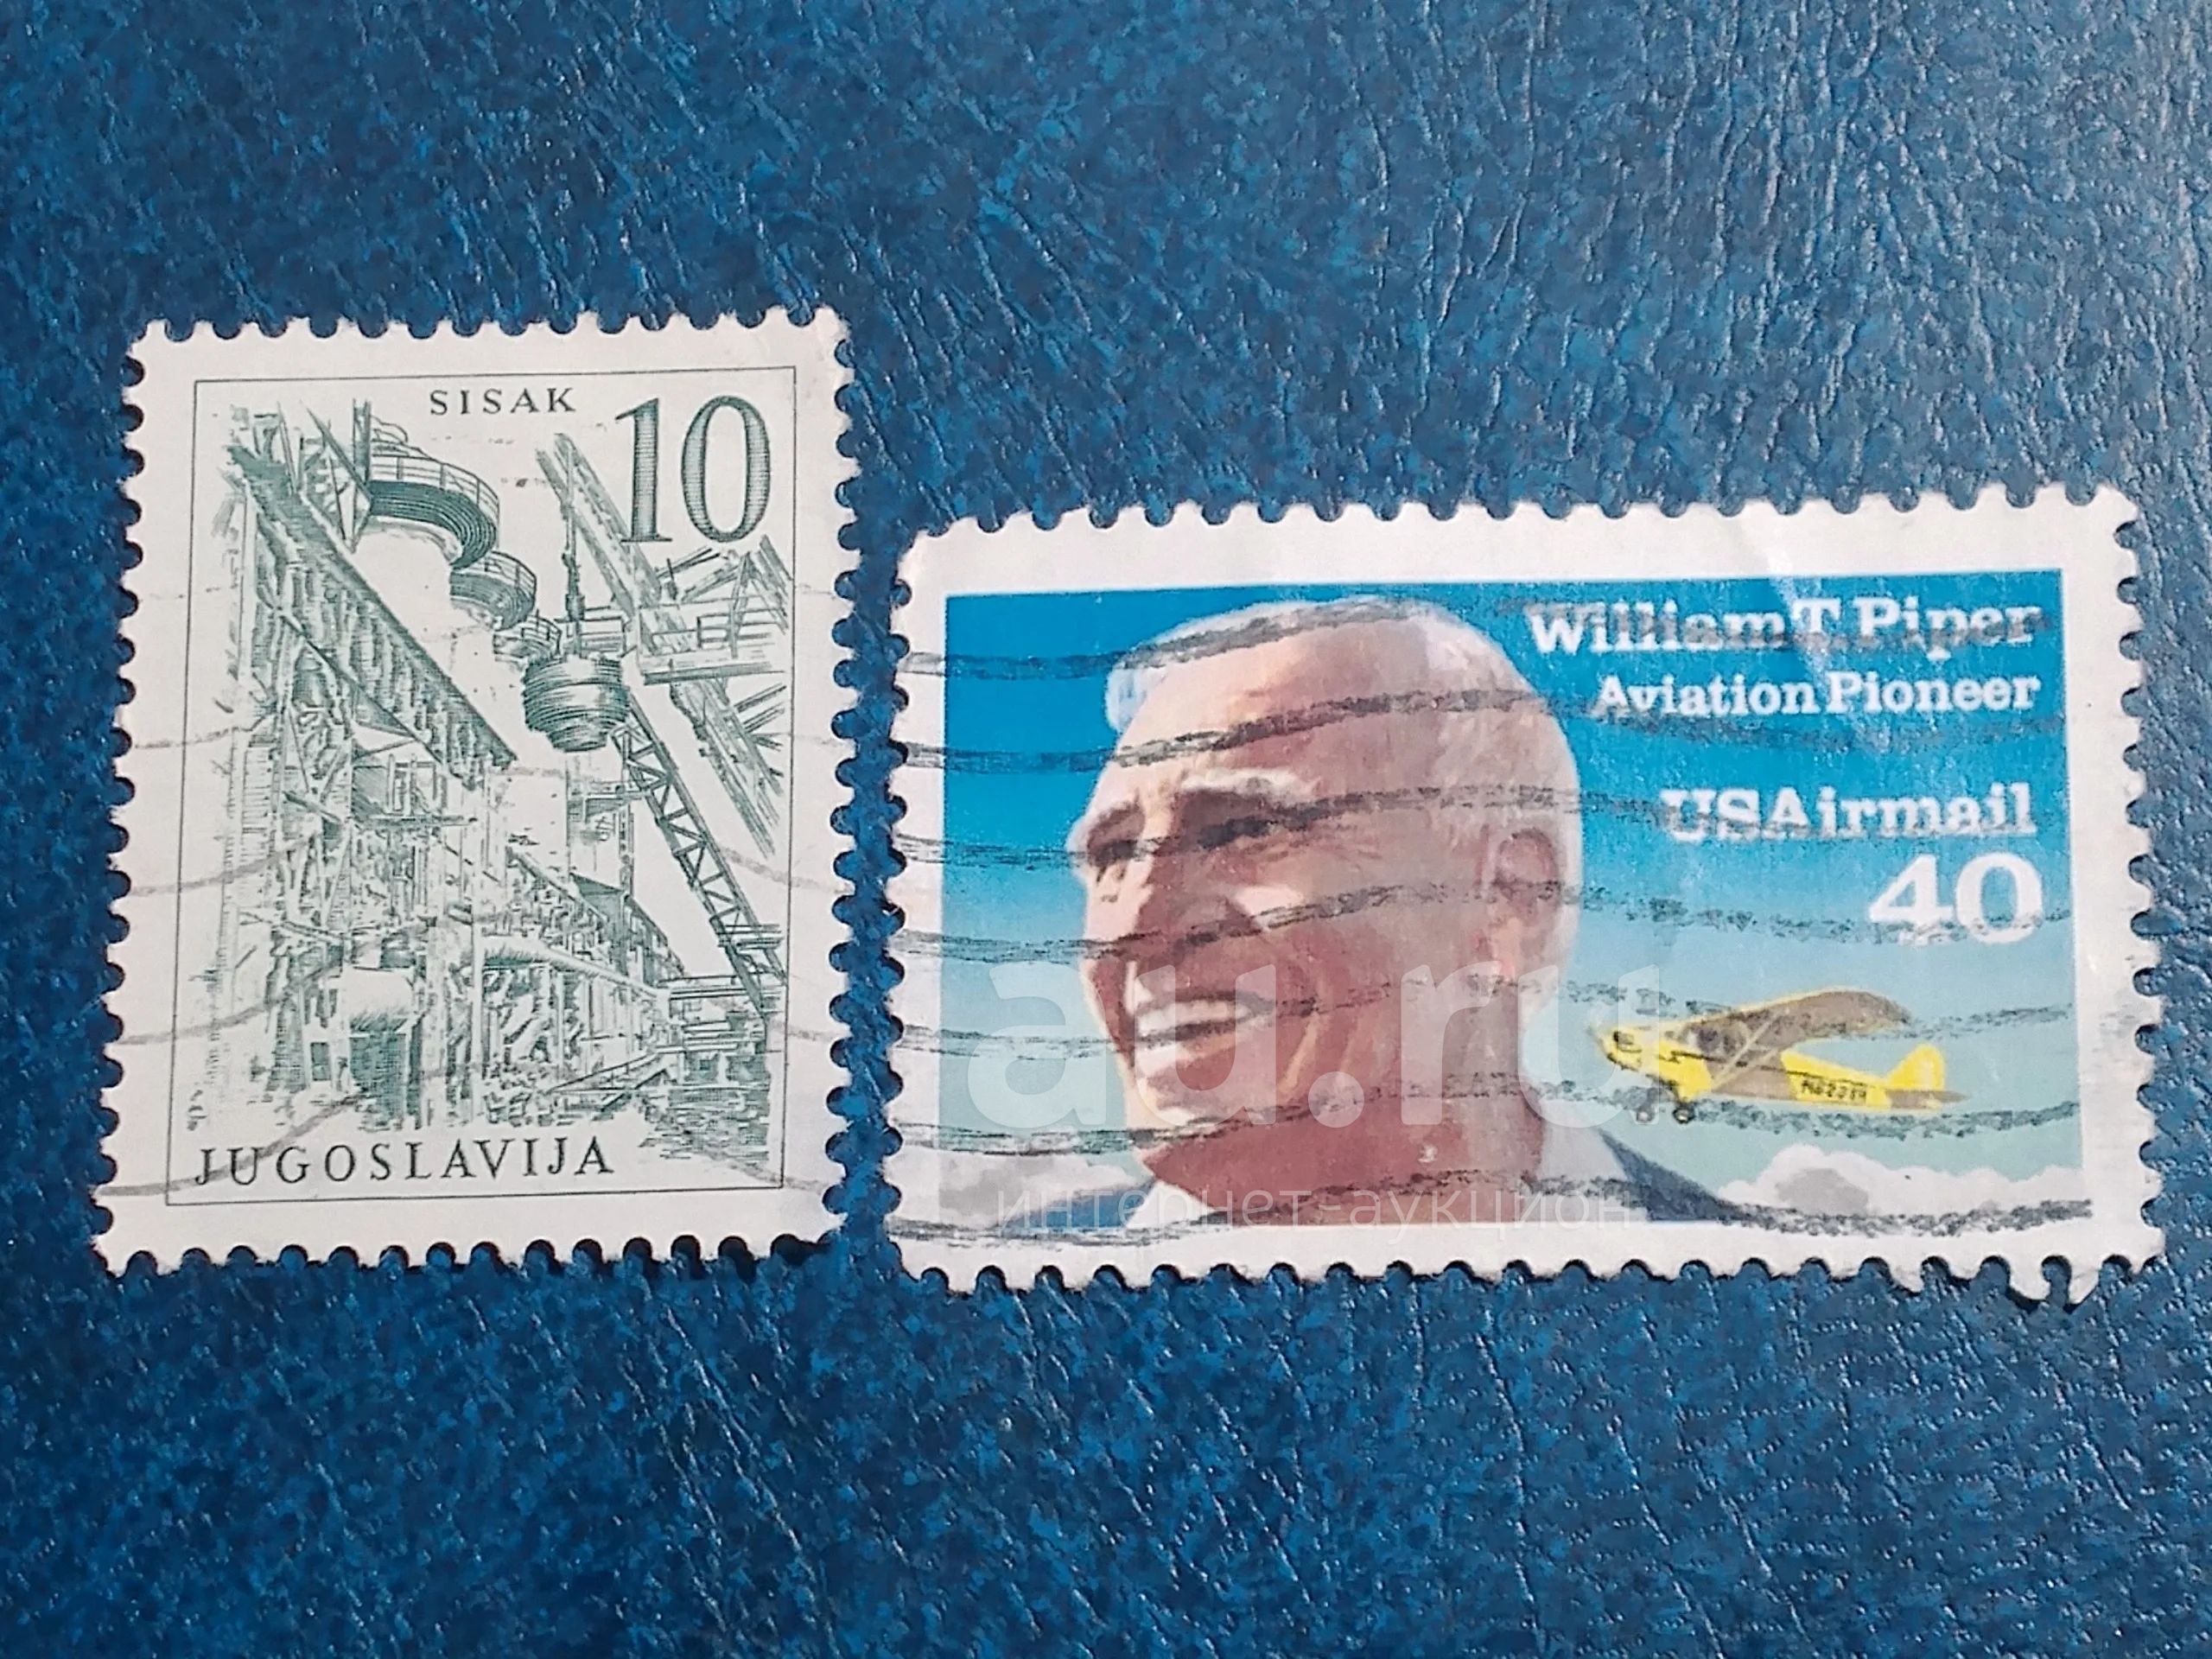 SISAK
10
JUGOSLAVIJA
William T. Piper
Aviation Pioneer
USAirmail
40
au.ru
интернет-аукцион